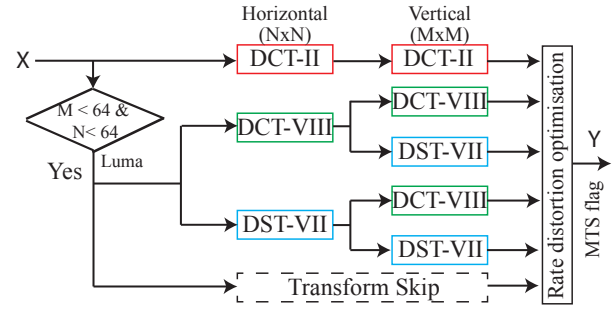 Horizontal
(NxN)
Vertical
(MxM)
X
DCT-II
DCT-II
M < 64 &
N< 64
Yes
Luma
DCT-VIII
DCT-VIII
DST-VII
DST-VII
DCT-VIII
DST-VII
Transform Skip
Rate distortion optimisation
Y
MTS flag